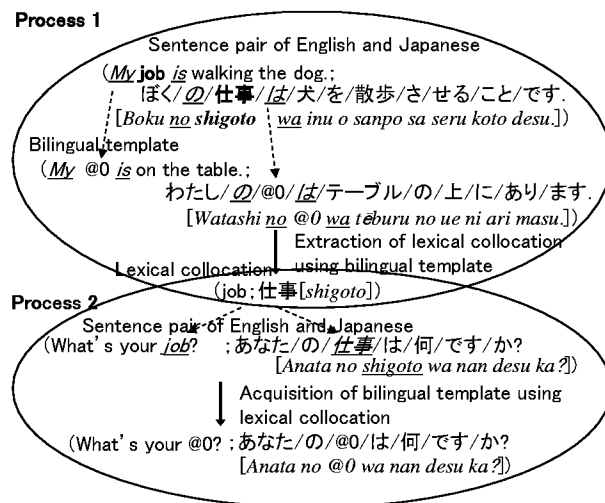 Process 1
Sentence pair of English and Japanese
(My job is walking the dog.;
ぼく/の/仕事/は/犬/を/散歩/さ/せる/こと/です.
[Boku no shigoto wa inu o sanpo sa seru koto desu.])
Bilingual template
(My @0 is on the table.;
わたし/の/@0/は/テーブル/の/上/に/あり/ます.
[Watashi no @0 wa tēburu no ue ni ari masu.])
Extraction of lexical collocation
using bilingual template
Lexical collocation
(job;仕事[shigoto])
Process 2
Sentence pair of English and Japanese
(What's your job? ;あなた/の/仕事/は/何/です/か?
[Anata no shigoto wa nan desu ka?])
Acquisition of bilingual template using
lexical collocation
(What's your @0? ;あなた/の/@0/は/何/です/か?
[Anata no @0 wa nan desu ka?])